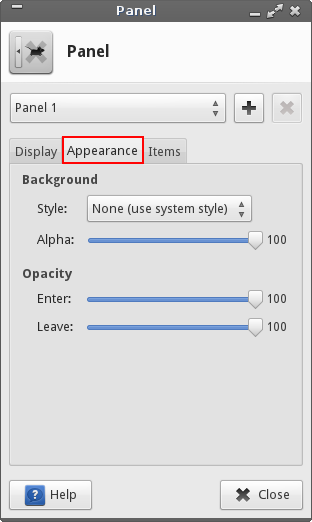 Panel
Panel
Panel 1
Display Appearance Items
Background
Style: None (use system style)
Alpha: 100
Opacity
Enter: 100
Leave: 100
? Help Close